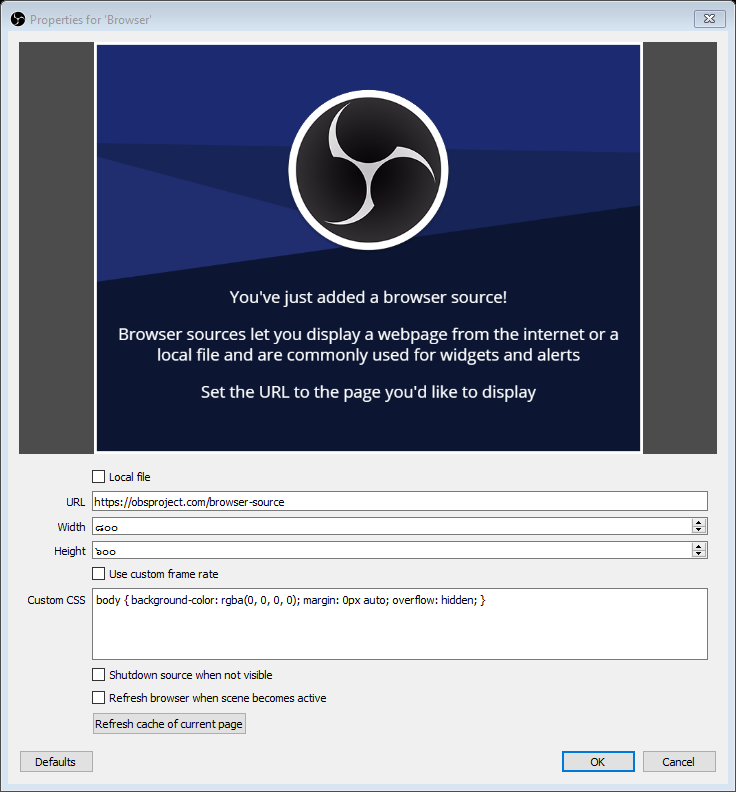 Properties for 'Browser'
You've just added a browser source!
Browser sources let you display a webpage from the internet or a
local file and are commonly used for widgets and alerts
Set the URL to the page you'd like to display
Local file
URL https://obsproject.com/browser-source
Width
Height
Use custom frame rate
Custom CSS body { background-color: rgba(0, 0, 0, 0); margin: 0px auto; overflow: hidden; }
Shutdown source when not visible
Refresh browser when scene becomes active
Refresh cache of current page
Defaults OK Cancel